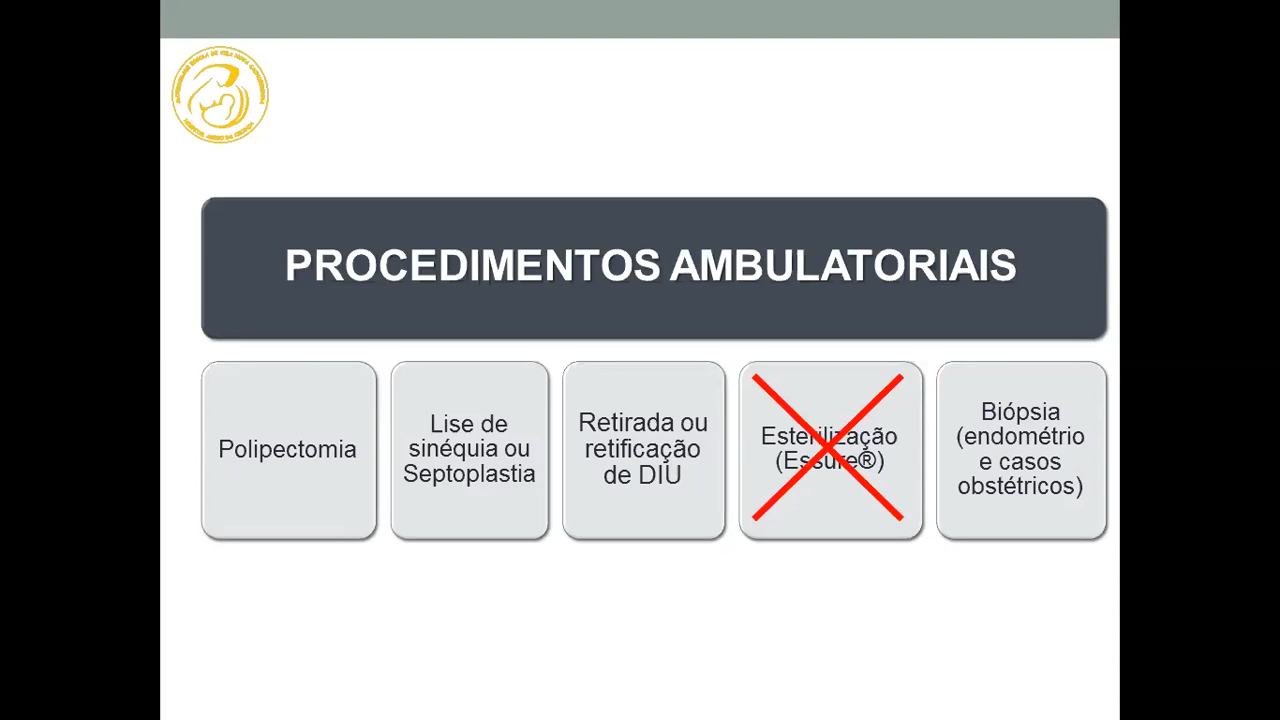 PROCEDIMENTOS AMBULATORIAIS
Polipectomia
Lise de
sinéquia ou
Septoplastia
Retirada ou
retificação
de DIU
Esterilização
(Essure®)
Biópsia
(endométrio
e casos
obstétricos)